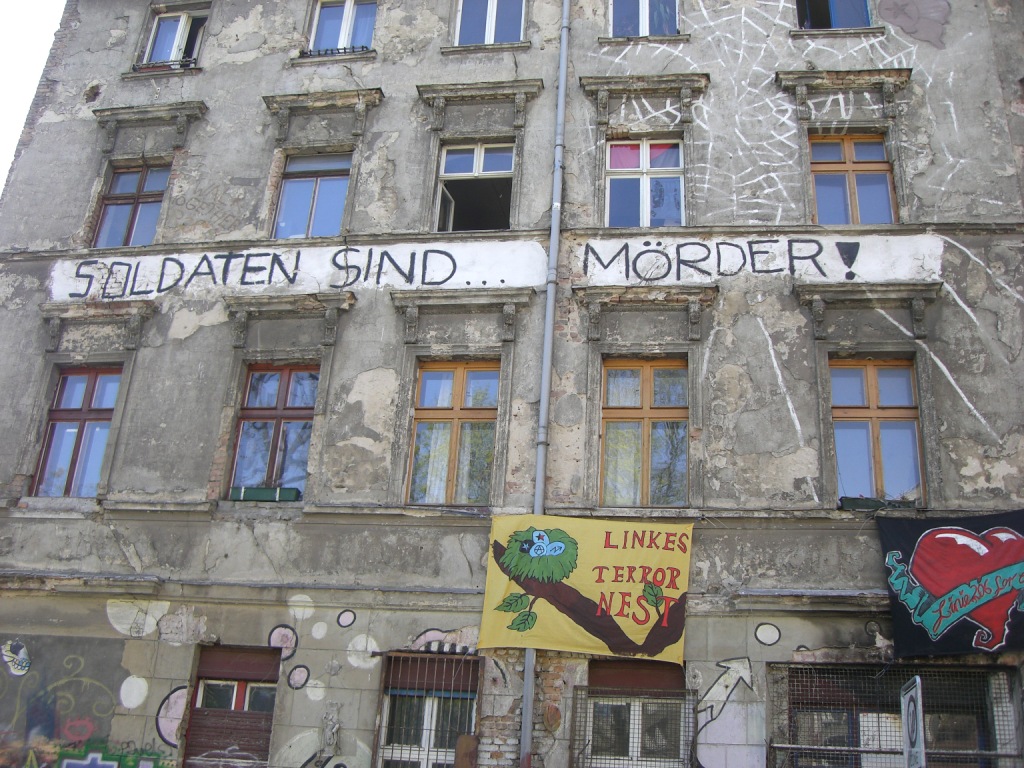 SOLDATEN SIND... MÖRDER!
LINKES
TERROR
NEST